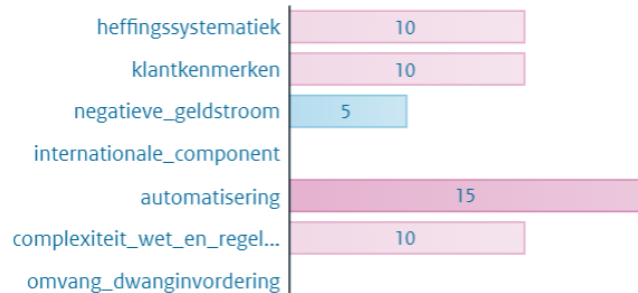 heffingssystematiek 10
klantkenmerken 10
negatieve_geldstroom 5
internationale_component
automatisering 15
complexiteit_wet_en_regel... 10
omvang_dwanginvordering